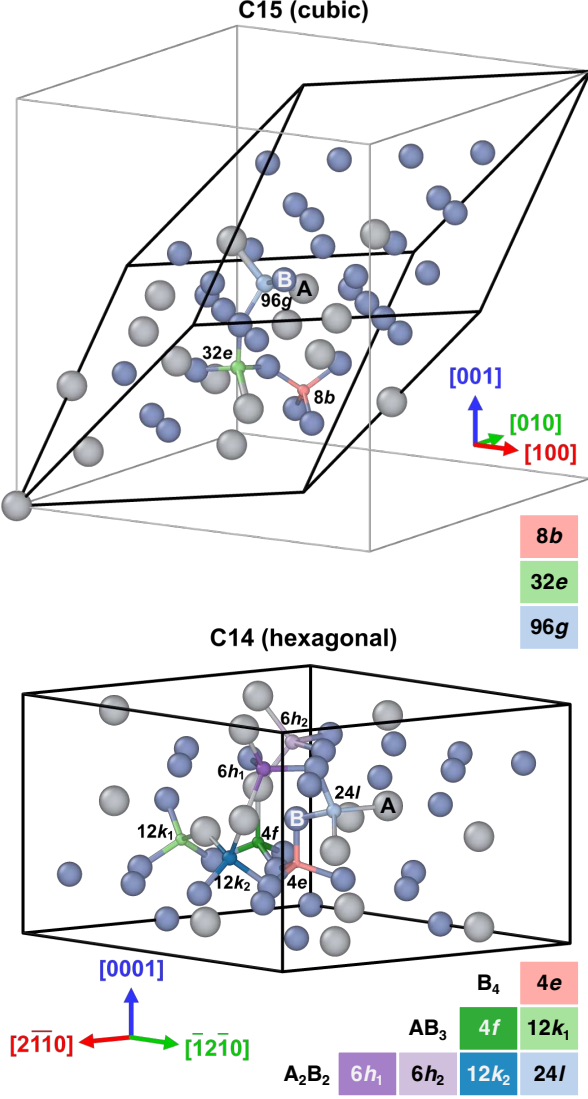 C15 (cubic)
B
A
96g
32e
8b
[001]
[010]
[100]
8b
32e
96g
C14 (hexagonal)
6h₂
6h₁
24l
A
B
12k₁
4f
12k₂
4e
[0001]
[2̅1̅10]
[1̅21̅0]
B₄ 4e
AB₃ 4f 12k₁
A₂B₂ 6h₁ 6h₂ 12k₂ 24l